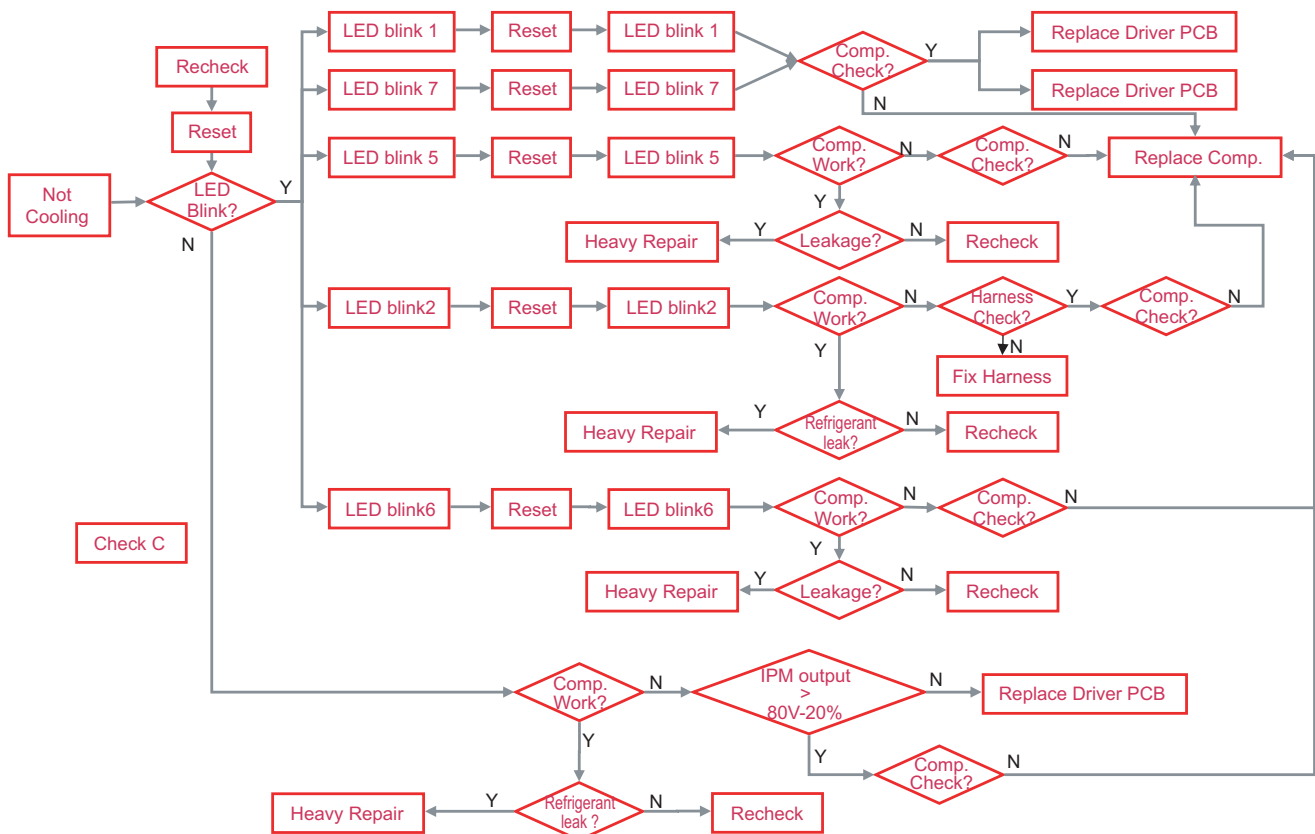 LED blink 1
Reset
LED blink 1
Comp.
Check?
Y
Replace Driver PCB
Recheck
LED blink 7
Reset
LED blink 7
Replace Driver PCB
N
Reset
LED blink 5
Reset
LED blink 5
Comp.
Work?
N
Comp.
Check?
N
Replace Comp.
Not
Cooling
LED
Blink?
Y
N
Y
Heavy Repair
Y
Leakage?
N
Recheck
LED blink2
Reset
LED blink2
Comp.
Work?
N
Harness
Check?
Y
Comp.
Check?
N
Y
N
Fix Harness
Heavy Repair
Y
Refrigerant
leak?
N
Recheck
LED blink6
Reset
LED blink6
Comp.
Work?
N
Comp.
Check?
N
Check C
Y
Heavy Repair
Y
Leakage?
N
Recheck
Comp.
Work?
N
IPM output
>
80V-20%
N
Replace Driver PCB
Y
Y
Comp.
Check?
N
Heavy Repair
Y
Refrigerant
leak ?
N
Recheck